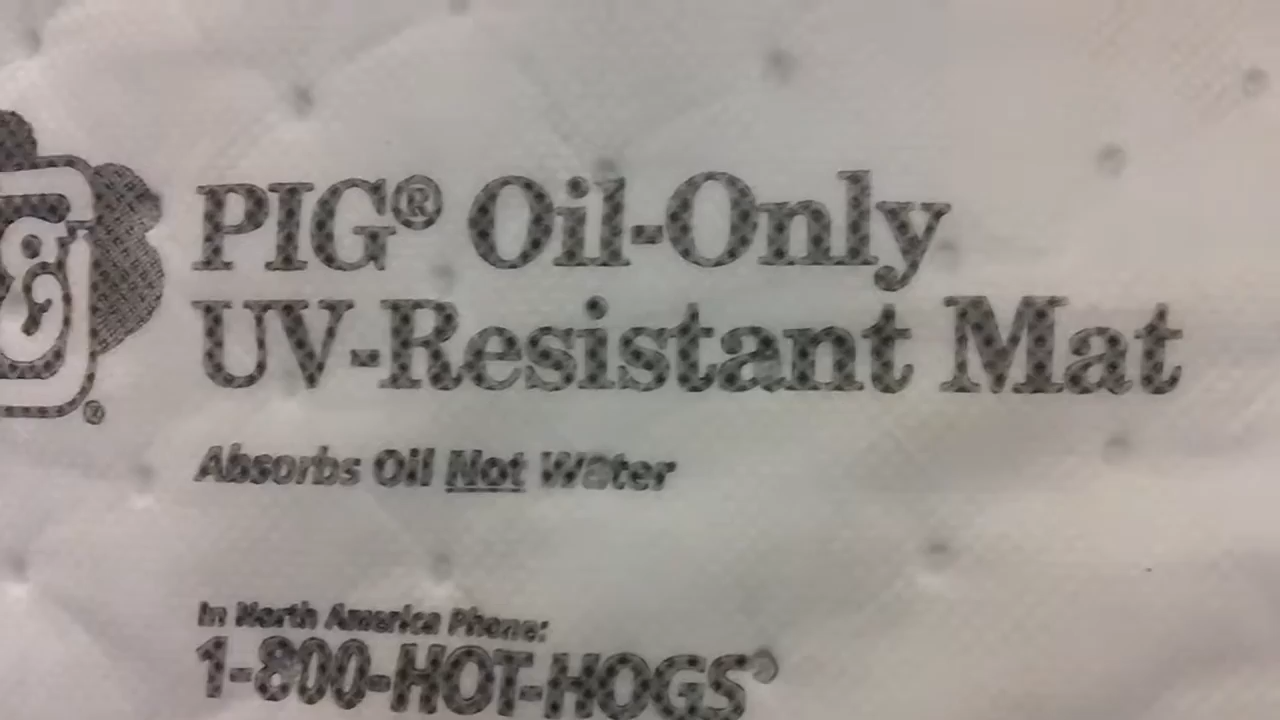 PIG® Oil-Only
UV-Resistant Mat
®
Absorbs Oil Not Water
In North America Phone:
1-800-HOT-HOGS®